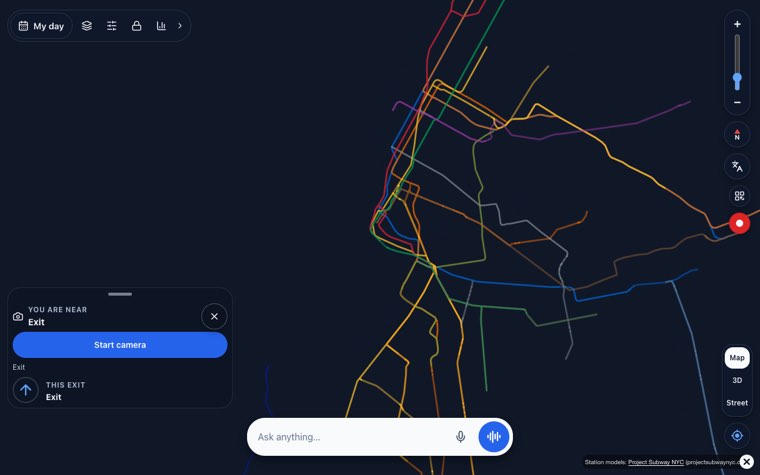 My day
N
YOU ARE NEAR
Exit
Start camera
Exit
THIS EXIT
Exit
Ask anything...
Map
3D
Street
Station models: Project Subway NYC (projectsubwaynyc.c